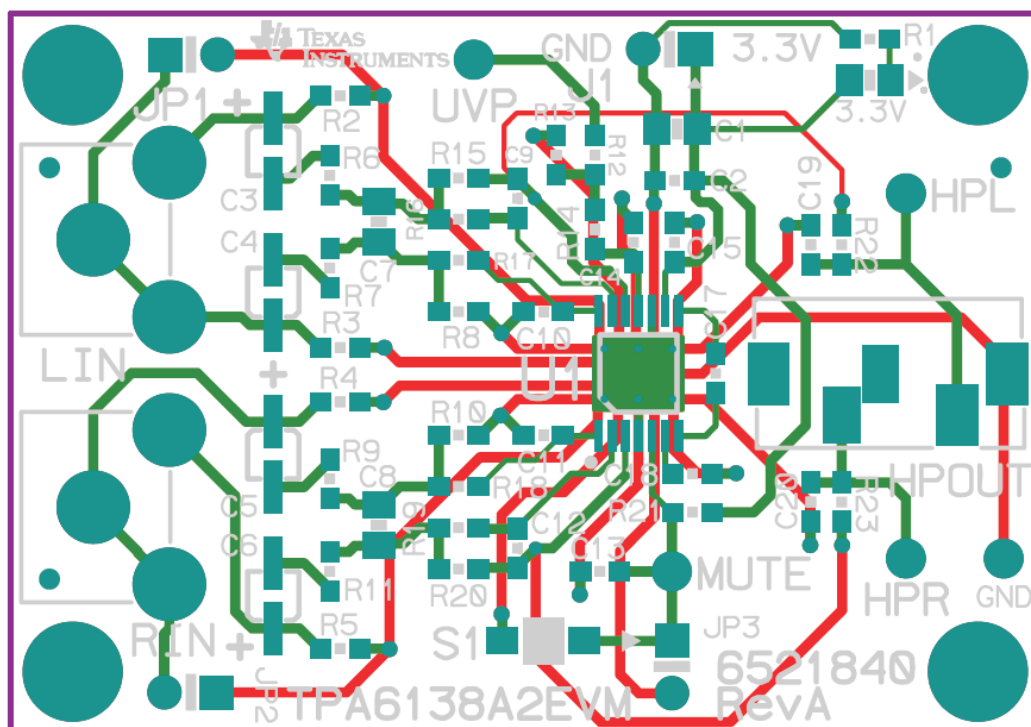 TEXAS
INSTRUMENTS
GND
3.3V
R1
JP1
+
R2
UVP
J1
3.3V
R13
C1
R12
R6
R15
C9
C2
C3
R16
C19
HPL
C4
C7
R14
C15
R22
R7
R17
C14
R3
R8
C10
C17
LIN
+
R4
U1
R10
R9
C8
C11
C18
HPOUT
C5
R18
R21
C20
R23
C6
R19
C12
C13
R11
R20
MUTE
HPR
GND
RIN
+
R5
S1
JP3
JP2
6521840
TPA6138A2EVM
RevA